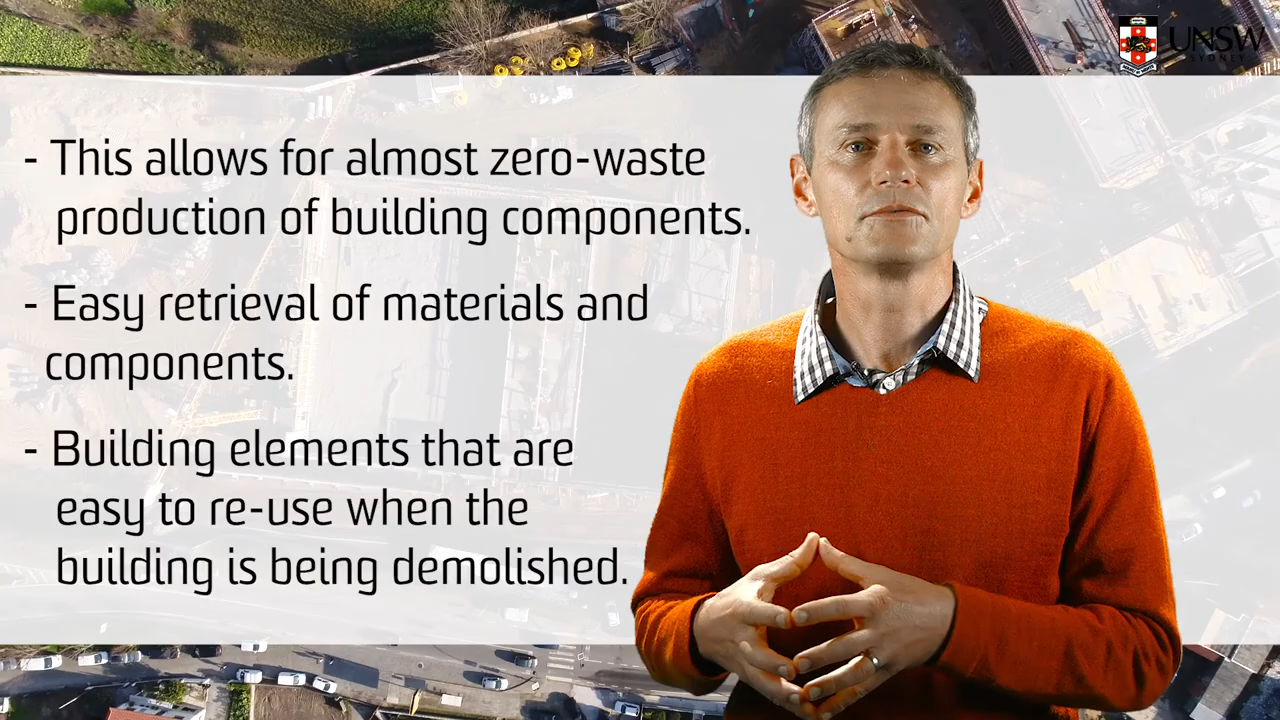 UNSW
SYDNEY
- This allows for almost zero-waste
production of building components.
- Easy retrieval of materials and
components.
- Building elements that are
easy to re-use when the
building is being demolished.